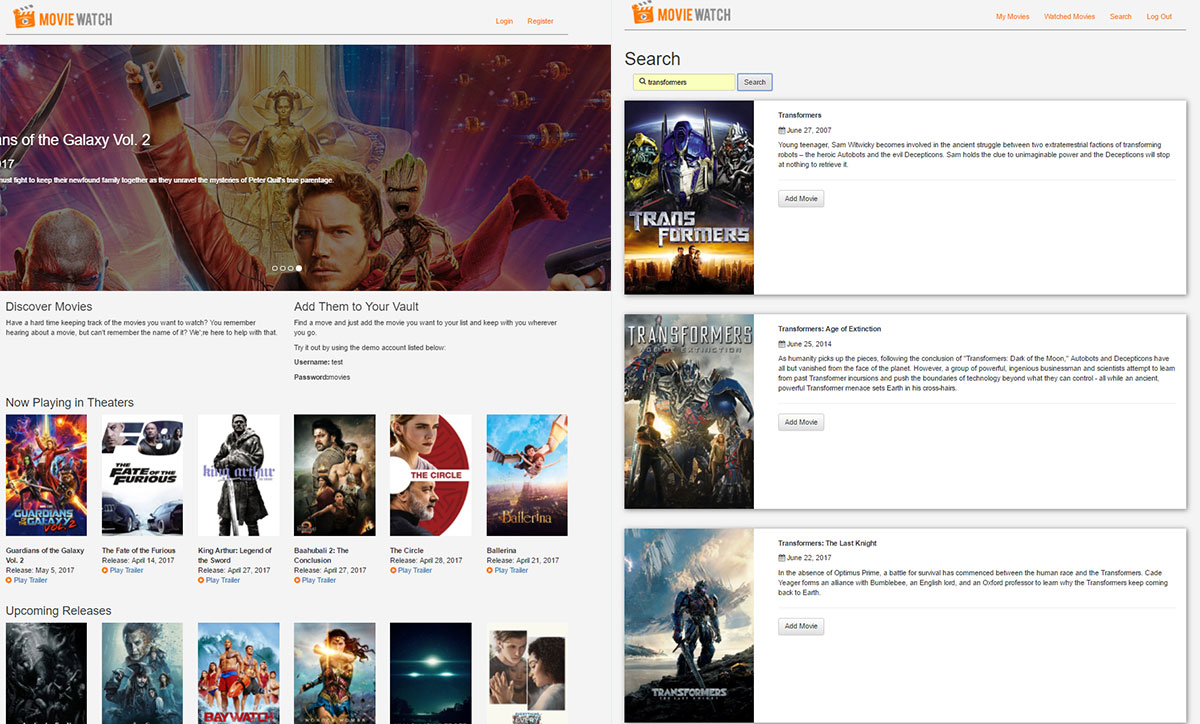 MOVIE WATCH
Login
Register
ns of the Galaxy Vol. 2
017
must fight to keep their newfound family together as they unravel the mysteries of Peter Quill's true parentage.
Discover Movies
Have a hard time keeping track of the movies you want to watch? You remember
hearing about a movie, but can't remember the name of it? We';re here to help with that.
Add Them to Your Vault
Find a movie and just add the movie you want to your list and keep with you wherever
you go.
Try it out by using the demo account listed below:
Username: test
Password:movies
Now Playing in Theaters
GUARDIANS
OF THE GALAXY
VOL. 2
THE
FATE OF THE
FURIOUS
king arthur
THE CIRCLE
Ballerina
Guardians of the Galaxy
Vol. 2
Release: May 5, 2017
Play Trailer
The Fate of the Furious
Release: April 14, 2017
Play Trailer
King Arthur: Legend of
the Sword
Release: April 27, 2017
Play Trailer
Baahubali 2: The
Conclusion
Release: April 27, 2017
Play Trailer
The Circle
Release: April 28, 2017
Play Trailer
Ballerina
Release: April 21, 2017
Play Trailer
Upcoming Releases
BAYWATCH
WONDER WOMAN
MOVIE WATCH
My Movies
Watched Movies
Search
Log Out
Search
transformers
Search
TRANS
FORMERS
Transformers
June 27, 2007
Young teenager, Sam Witwicky becomes involved in the ancient struggle between two extraterrestrial factions of transforming
robots – the heroic Autobots and the evil Decepticons. Sam holds the clue to unimaginable power and the Decepticons will stop
at nothing to retrieve it.
Add Movie
TRANSFORMERS
AGE OF EXTINCTION
Transformers: Age of Extinction
June 25, 2014
As humanity picks up the pieces, following the conclusion of "Transformers: Dark of the Moon," Autobots and Decepticons have
all but vanished from the face of the planet. However, a group of powerful, ingenious businessman and scientists attempt to learn
from past Transformer incursions and push the boundaries of technology beyond what they can control - all while an ancient,
powerful Transformer menace sets Earth in his cross-hairs.
Add Movie
TRANSFORMERS
THE LAST KNIGHT
Transformers: The Last Knight
June 22, 2017
In the absence of Optimus Prime, a battle for survival has commenced between the human race and the Transformers. Cade
Yeager forms an alliance with Bumblebee, an English lord, and an Oxford professor to learn why the Transformers keep coming
back to Earth.
Add Movie